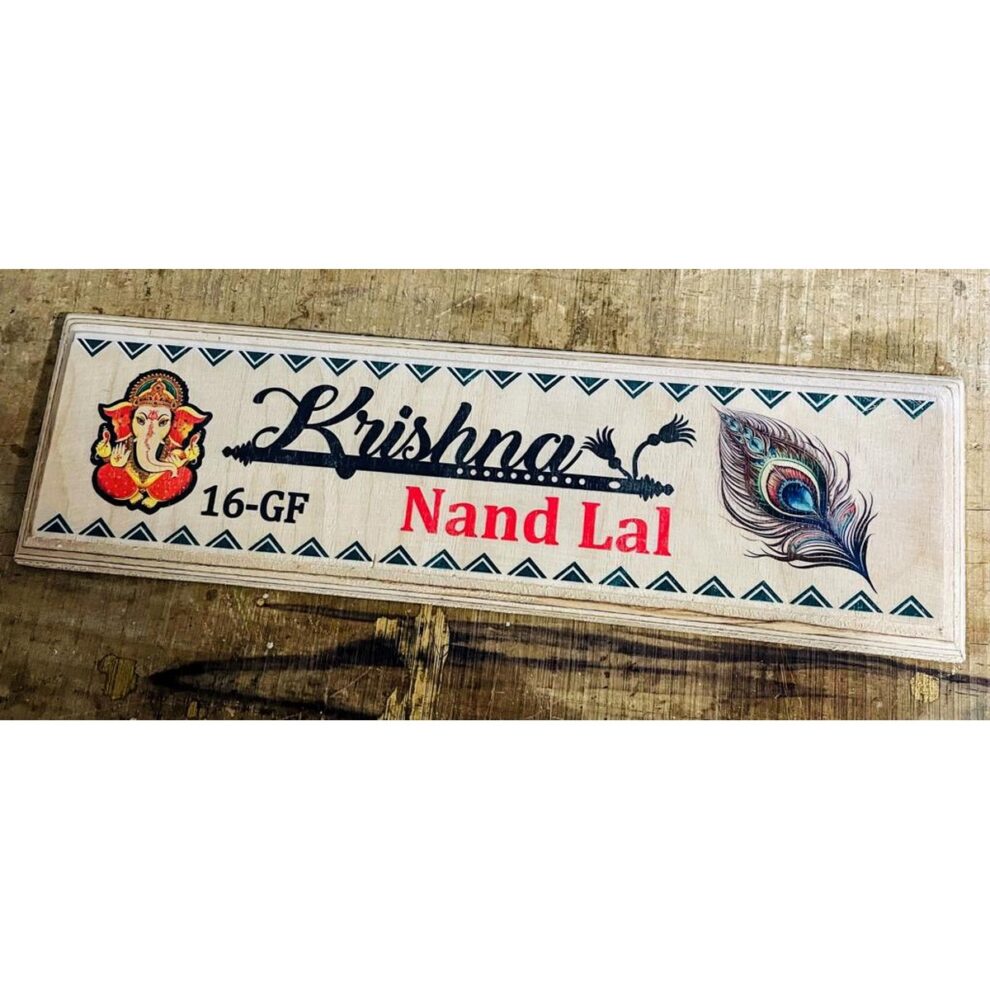 Krishna
16-GF
Nand Lal